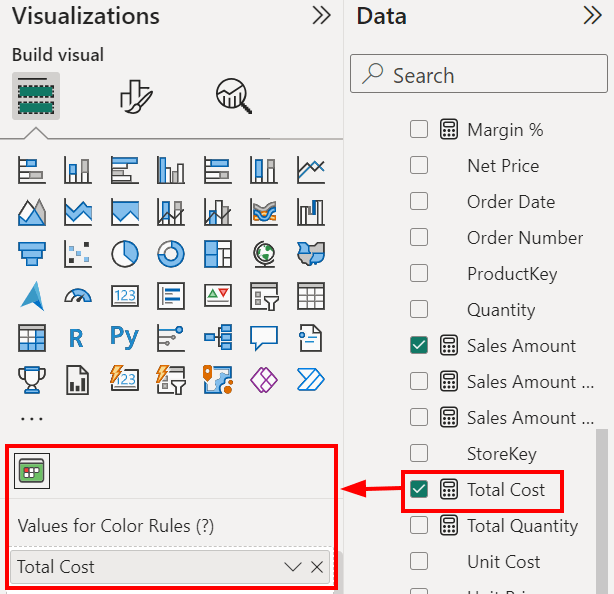 Visualizations
Build visual
123
R
Py
123
...
Values for Color Rules (?)
Total Cost
Data
Search
Margin %
Net Price
Order Date
Order Number
ProductKey
Quantity
Sales Amount
Sales Amount ...
Sales Amount ...
StoreKey
Total Cost
Total Quantity
Unit Cost